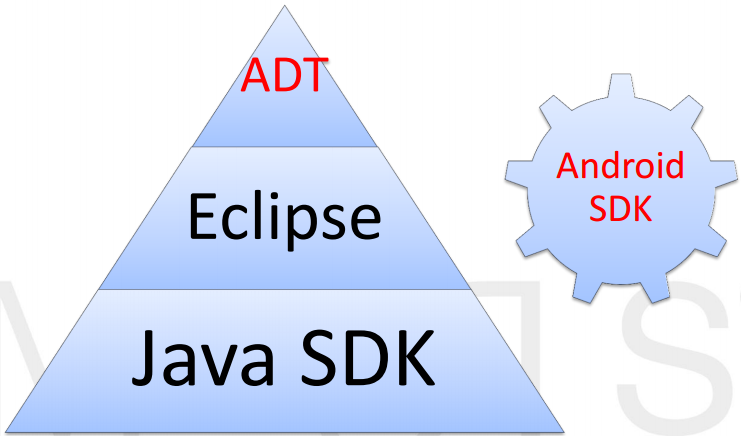 ADT
Eclipse
Java SDK
Android
SDK